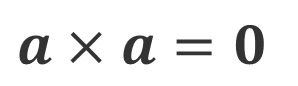 a × a = 0